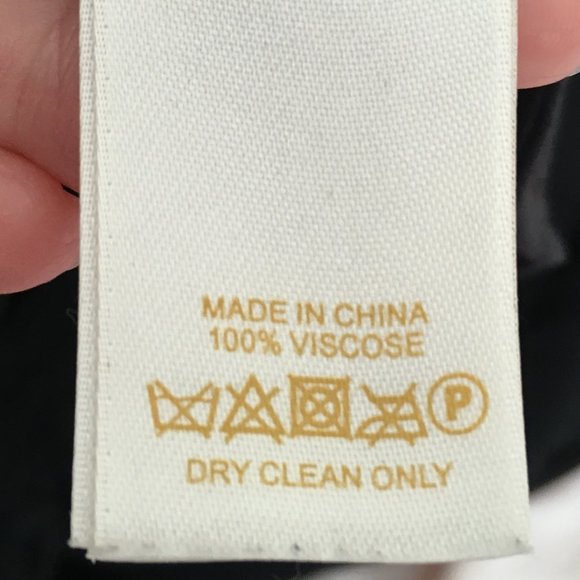 MADE IN CHINA
100% VISCOSE
P
DRY CLEAN ONLY